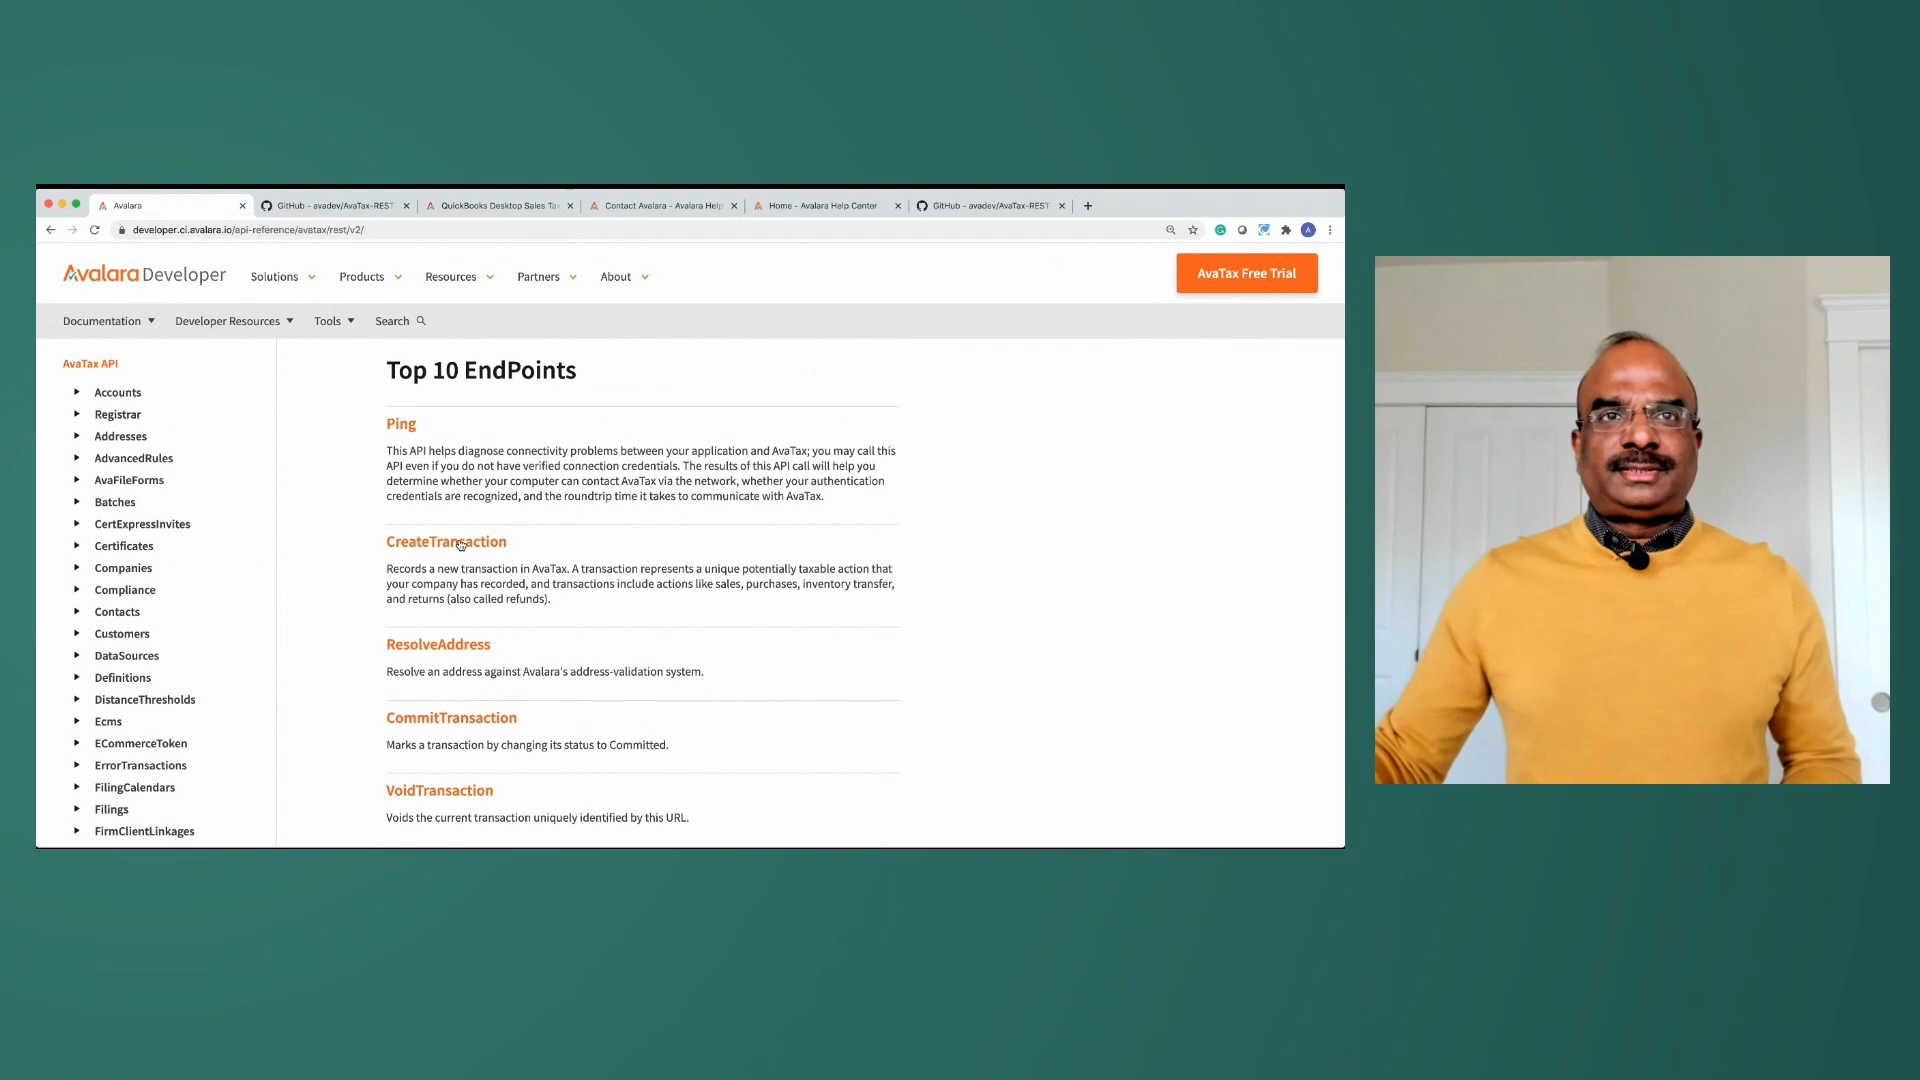 Avalara
GitHub - avadev/AvaTax-REST
QuickBooks Desktop Sales Tax
Contact Avalara - Avalara Help
Home - Avalara Help Center
GitHub - avadev/AvaTax-REST
developer.ci.avalara.io/api-reference/avatax/rest/v2/
A
Avalara Developer
Solutions
Products
Resources
Partners
About
AvaTax Free Trial
Documentation
Developer Resources
Tools
Search
AvaTax API
Accounts
Registrar
Addresses
AdvancedRules
AvaFileForms
Batches
CertExpressInvites
Certificates
Companies
Compliance
Contacts
Customers
DataSources
Definitions
DistanceThresholds
Ecms
ECommerceToken
ErrorTransactions
FilingCalendars
Filings
FirmClientLinkages
Top 10 EndPoints
Ping
This API helps diagnose connectivity problems between your application and AvaTax; you may call this
API even if you do not have verified connection credentials. The results of this API call will help you
determine whether your computer can contact AvaTax via the network, whether your authentication
credentials are recognized, and the roundtrip time it takes to communicate with AvaTax.
CreateTransaction
Records a new transaction in AvaTax. A transaction represents a unique potentially taxable action that
your company has recorded, and transactions include actions like sales, purchases, inventory transfer,
and returns (also called refunds).
ResolveAddress
Resolve an address against Avalara's address-validation system.
CommitTransaction
Marks a transaction by changing its status to Committed.
VoidTransaction
Voids the current transaction uniquely identified by this URL.